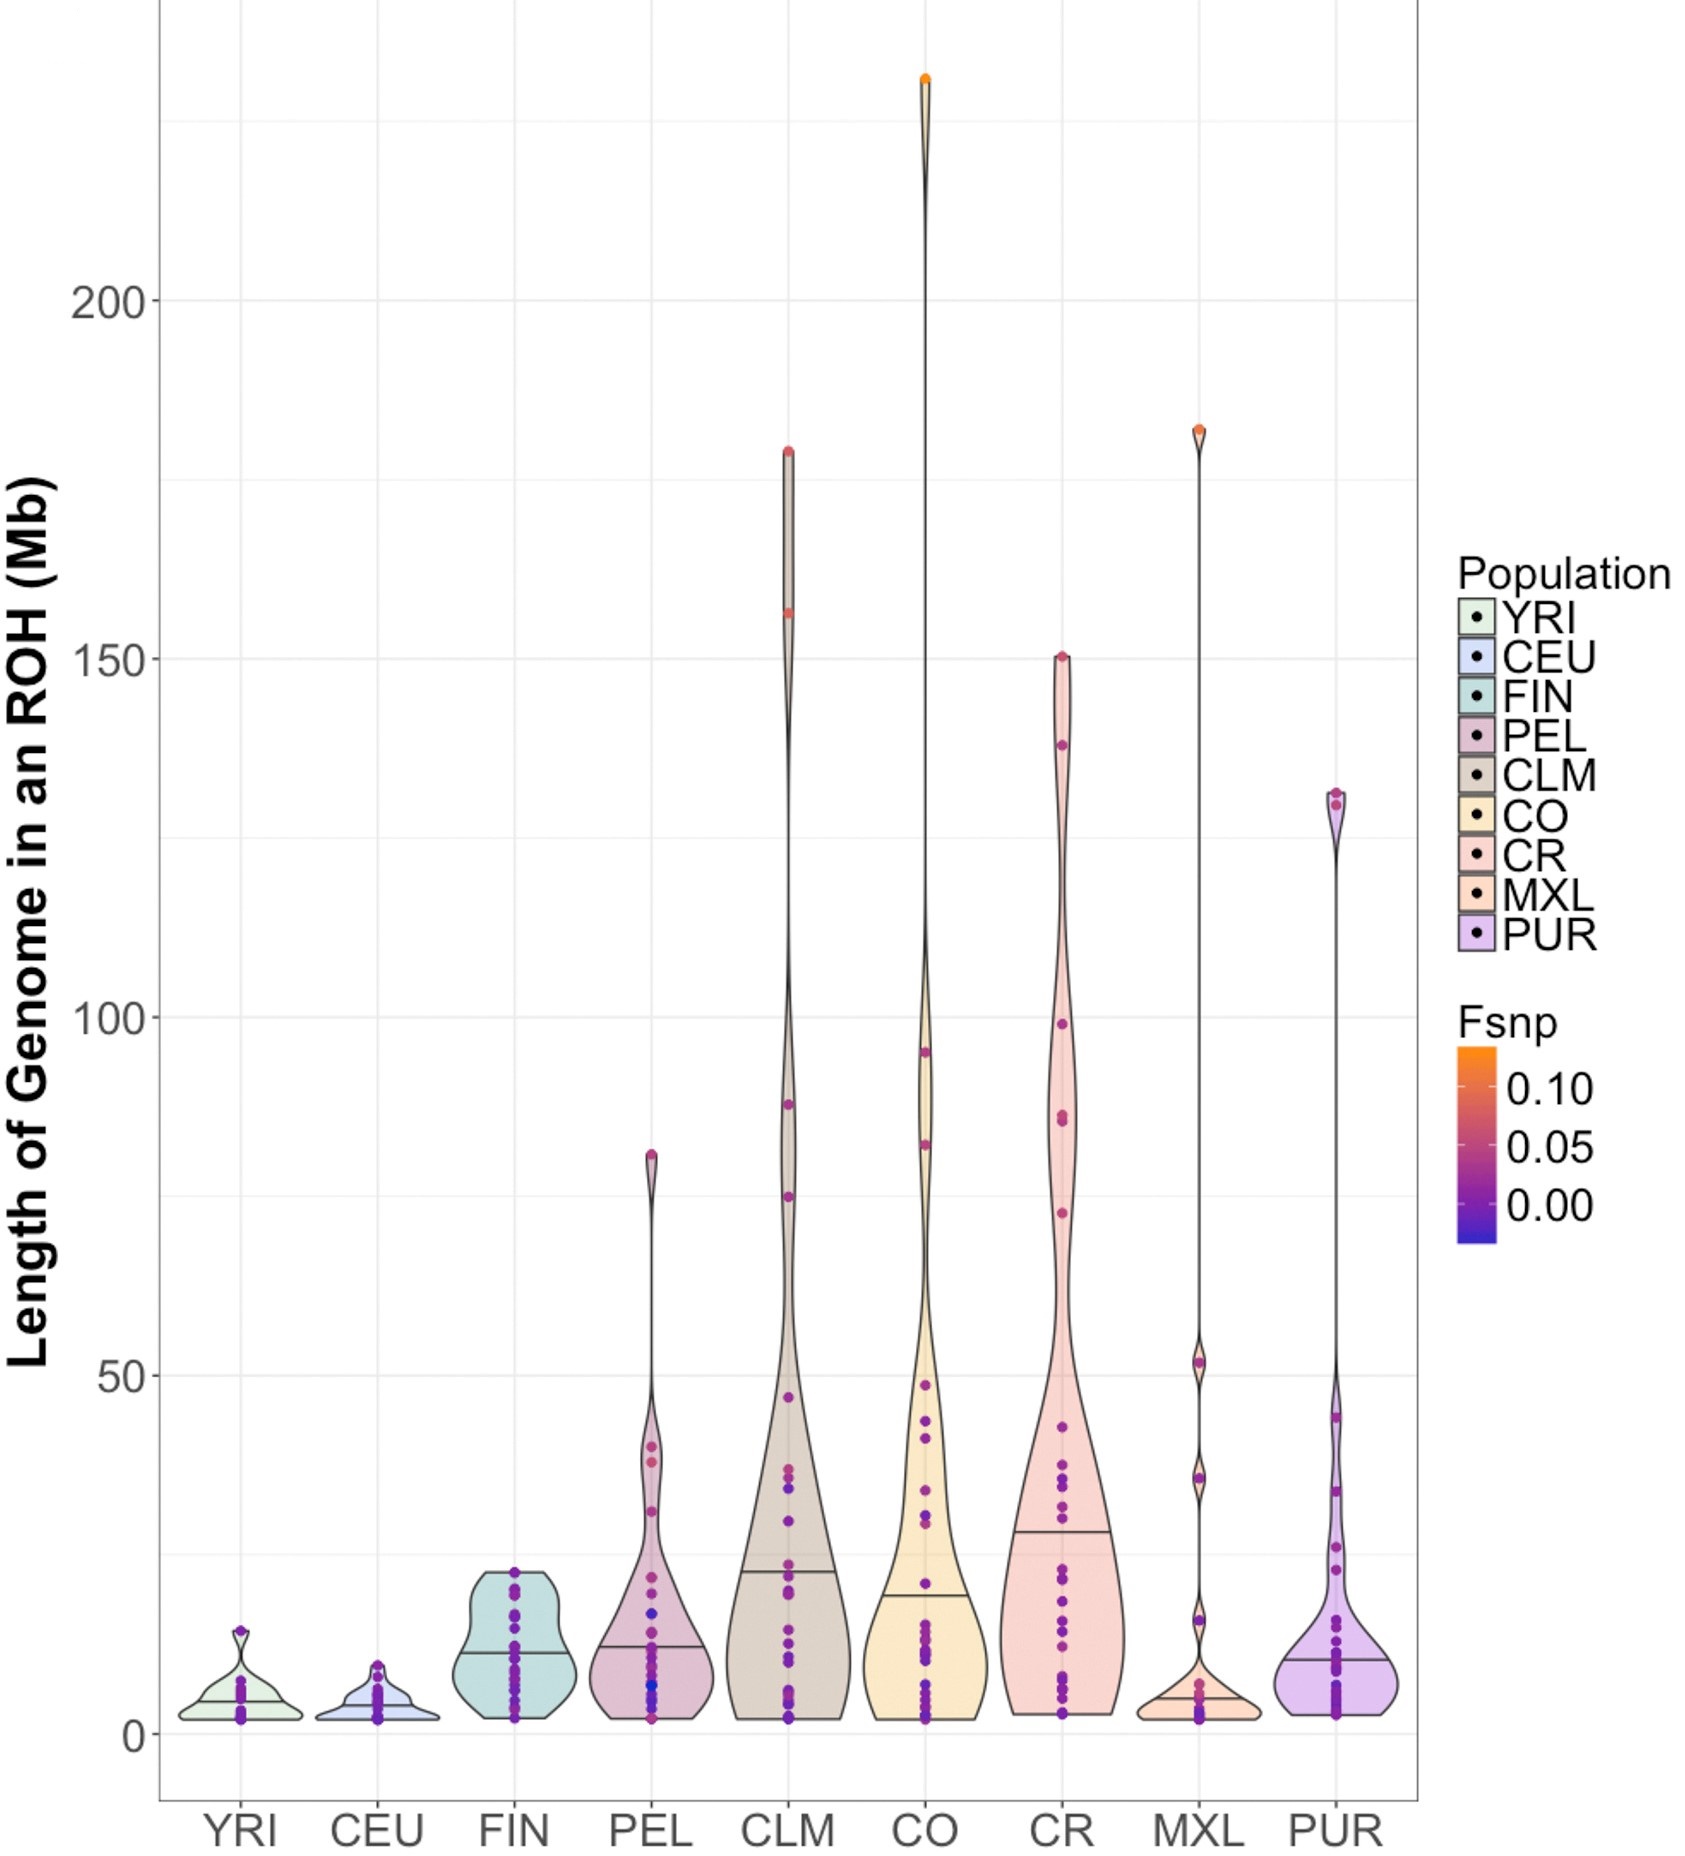 Length of Genome in an ROH (Mb)
200
150
100
50
0
YRI CEU FIN PEL CLM CO CR MXL PUR
Population
YRI
CEU
FIN
PEL
CLM
CO
CR
MXL
PUR
Fsnp
0.10
0.05
0.00